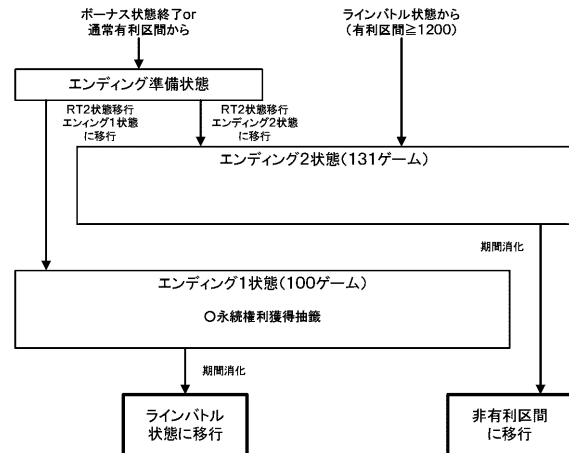 ボーナス状態終了or
通常有利区間から
ラインバトル状態から
(有利区間≧1200)
エンディング準備状態
RT2状態移行
エンィング1状態
に移行
RT2状態移行
エンディング2状態
に移行
エンディング2状態(131ゲーム)
期間消化
エンディング1状態(100ゲーム)
○永続権利獲得抽籤
期間消化
ラインバトル
状態に移行
非有利区間
に移行